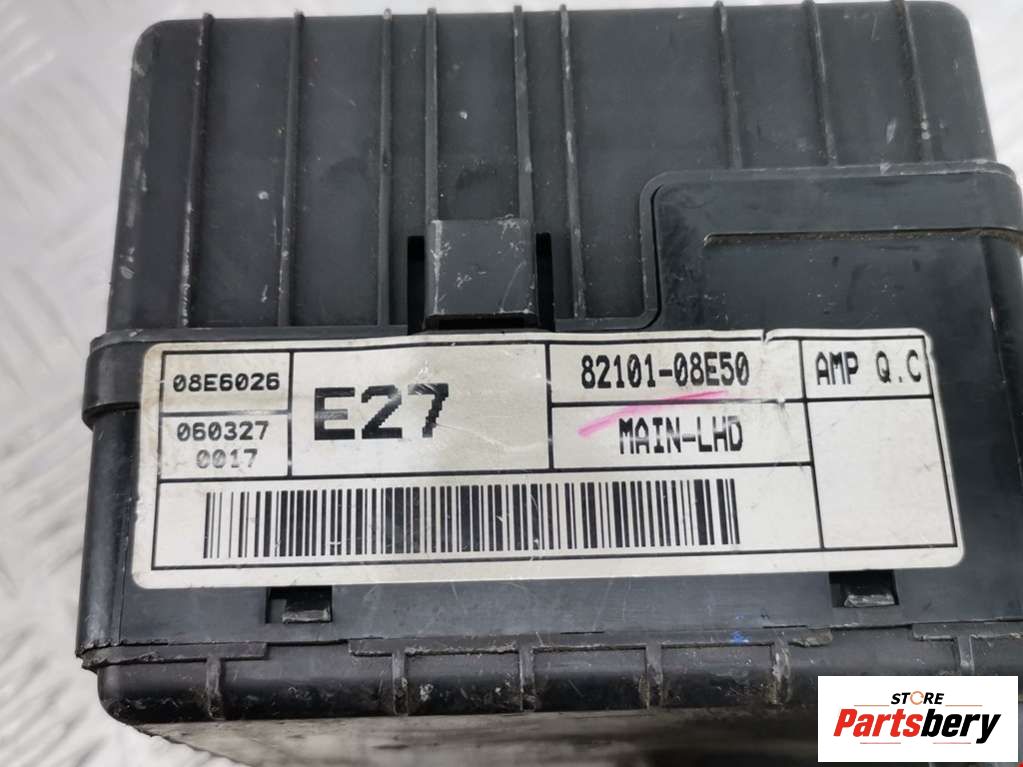 08E6026
060327
0017
E27
82101-08E50
MAIN-LHD
AMP Q.C
STORE
Partsbery